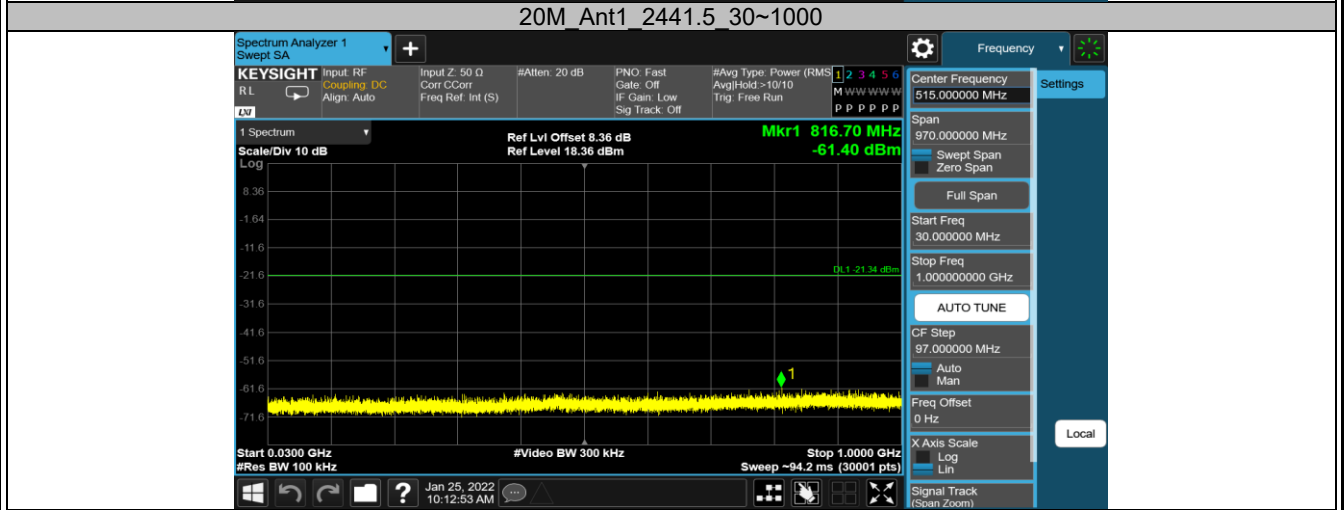 20M_Ant1_2441.5_30~1000
Spectrum Analyzer 1
Swept SA
Frequency
KEYSIGHT
RL
LXI
Input: RF
Coupling: DC
Align: Auto
Input Z: 50 Ω
Corr CCorr
Freq Ref: Int (S)
#Atten: 20 dB
PNO: Fast
Gate: Off
IF Gain: Low
Sig Track: Off
#Avg Type: Power (RMS
Avg|Hold:>10/10
Trig: Free Run
1 2 3 4 5 6
M W W W W W
P P P P P P
1 Spectrum
Scale/Div 10 dB
Log
Ref Lvl Offset 8.36 dB
Ref Level 18.36 dBm
Mkr1 816.70 MHz
-61.40 dBm
8.36
-1.64
-11.6
-21.6
DL1 -21.34 dBm
-31.6
-41.6
-51.6
1
-61.6
-71.6
Start 0.0300 GHz
#Res BW 100 kHz
#Video BW 300 kHz
Stop 1.0000 GHz
Sweep ~94.2 ms (30001 pts)
?
Jan 25, 2022
10:12:53 AM
Center Frequency
515.000000 MHz
Span
970.000000 MHz
Swept Span
Zero Span
Full Span
Start Freq
30.000000 MHz
Stop Freq
1.000000000 GHz
AUTO TUNE
CF Step
97.000000 MHz
Auto
Man
Freq Offset
0 Hz
X Axis Scale
Log
Lin
Signal Track
(Span Zoom)
Settings
Local